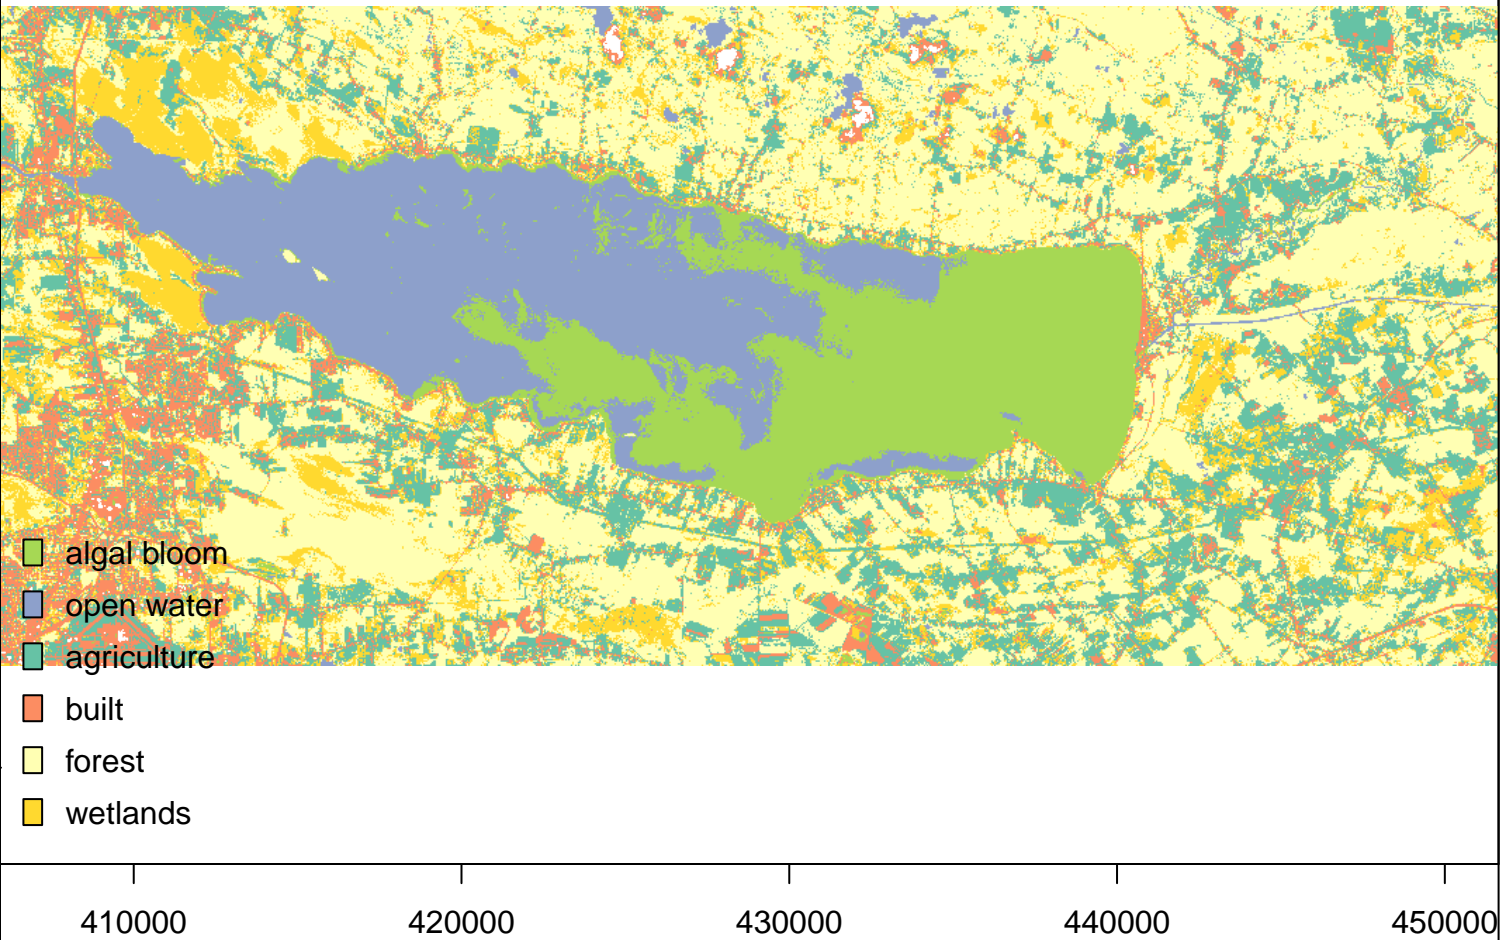 algal bloom
open water
agriculture
built
forest
wetlands
410000 420000 430000 440000 450000